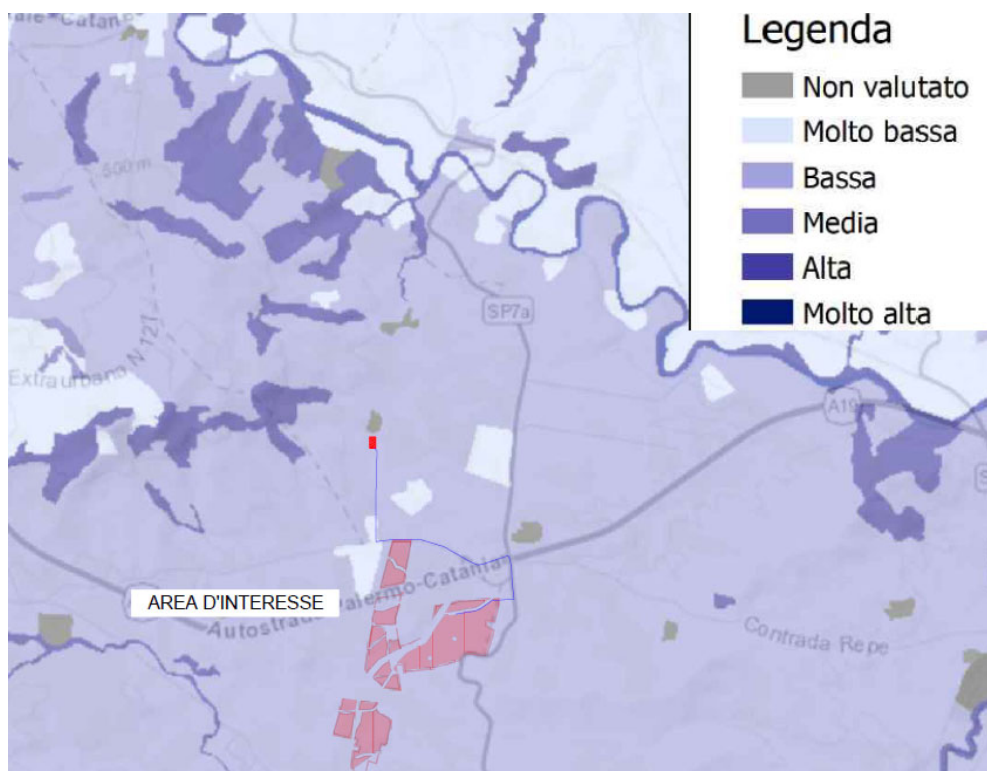 Legenda
Non valutato
Molto bassa
Bassa
Media
Alta
Molto alta
500 m
SP7a
Extraurbano N 121
A19
AREA D'INTERESSE
Autostrada Palermo-Catania
Contrada Repe